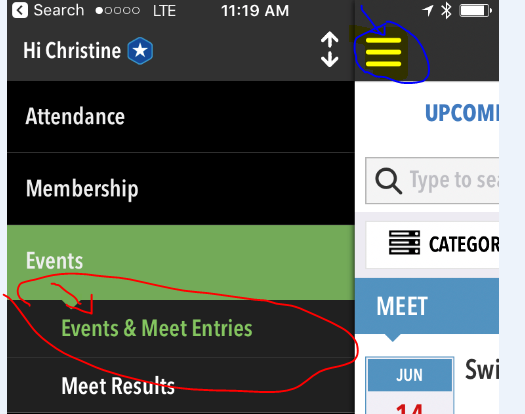 Search LTE 11:19 AM
Hi Christine
Attendance
Membership
Events
Events & Meet Entries
Meet Results
UPCOMI
Type to sea
CATEGOR
MEET
JUN
14
Swi